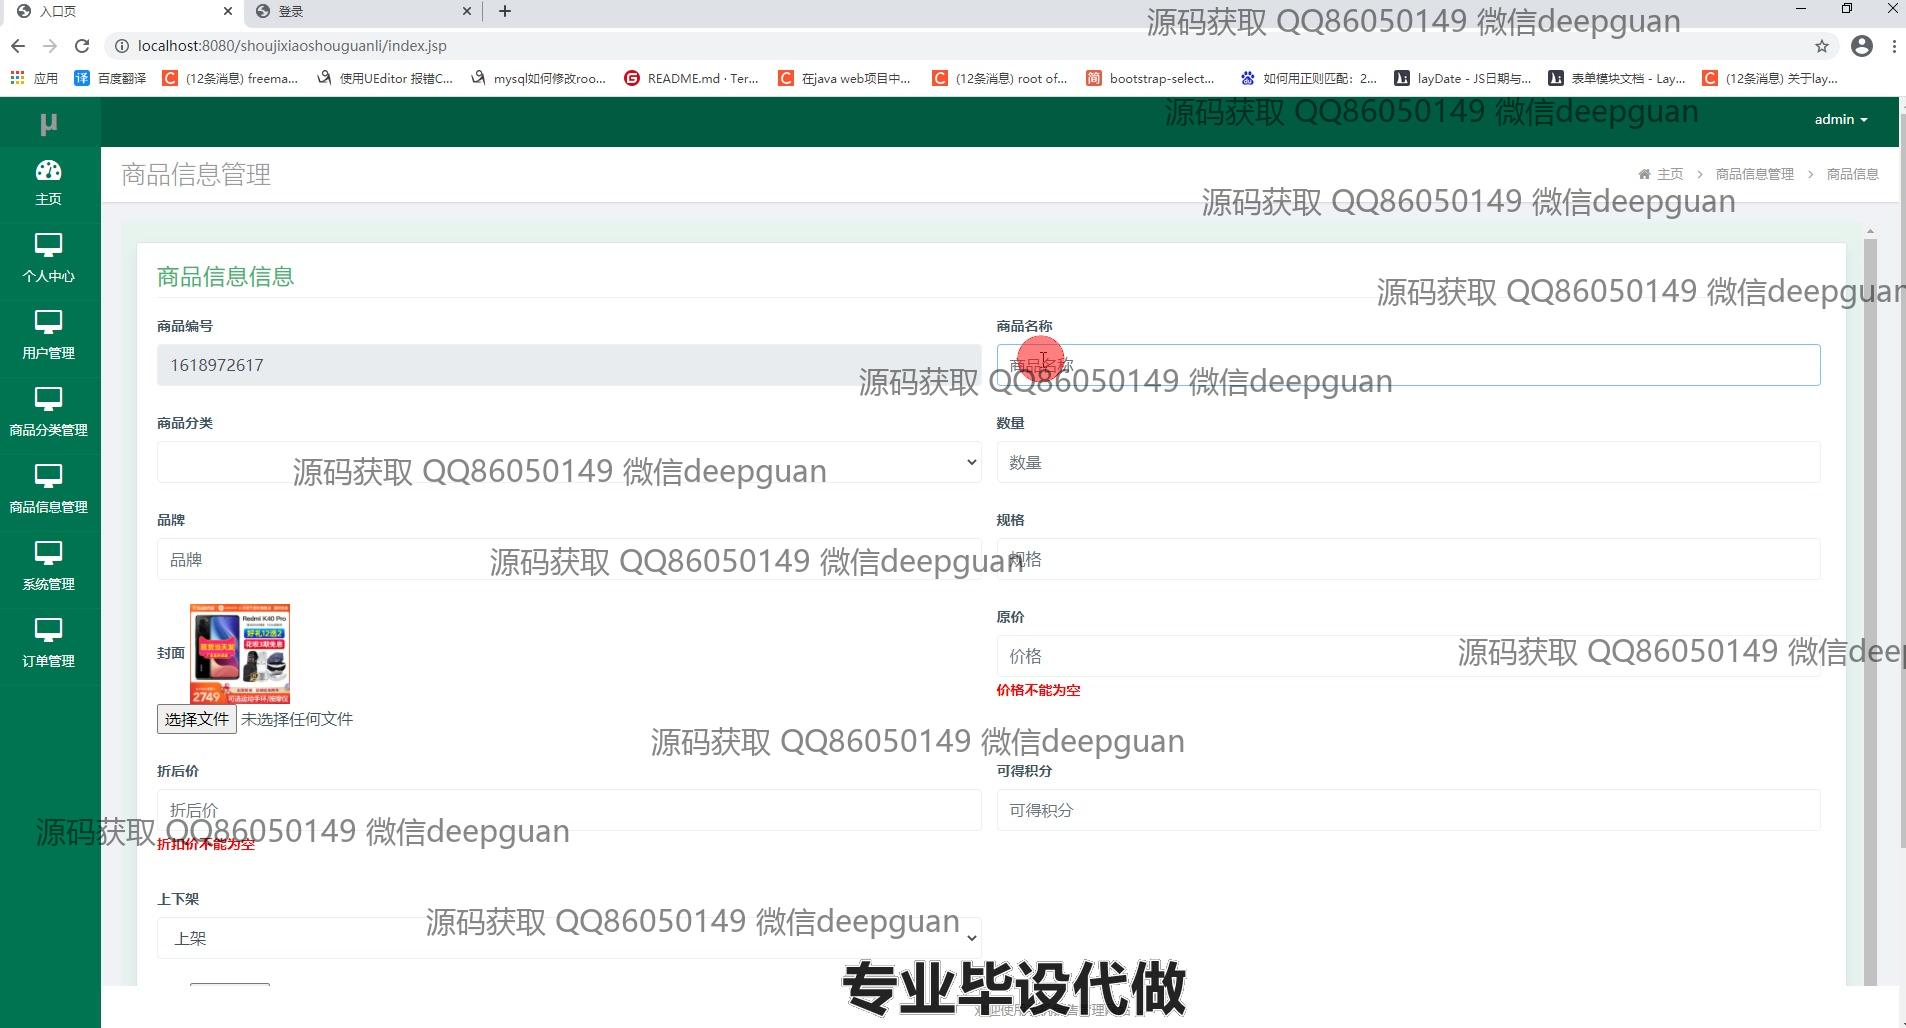 入口页
登录
源码获取 QQ86050149 微信deepguan
localhost:8080/shoujixiaoshouguanli/index.jsp
应用
百度翻译
(12条消息) freema...
使用UEditor 报错C...
mysql如何修改roo...
README.md · Ter...
在java web项目中...
(12条消息) root of...
bootstrap-select...
如何用正则匹配：2...
layDate - JS日期与...
表单模块文档 - Lay...
(12条消息) 关于lay...
μ
源码获取 QQ86050149 微信deepguan
admin
商品信息管理
主页 > 商品信息管理 > 商品信息
源码获取 QQ86050149 微信deepguan
主页
个人中心
用户管理
商品分类管理
商品信息管理
系统管理
订单管理
商品信息信息
源码获取 QQ86050149 微信deepguan
商品编号
1618972617
商品名称
商品名称
源码获取 QQ86050149 微信deepguan
商品分类
数量
数量
源码获取 QQ86050149 微信deepguan
品牌
品牌
规格
规格
源码获取 QQ86050149 微信deepguan
封面
Redmi K40 Pro
2749
选择文件 未选择任何文件
原价
价格
价格不能为空
源码获取 QQ86050149 微信deep
源码获取 QQ86050149 微信deepguan
折后价
折后价
折扣价不能为空
可得积分
可得积分
源码获取 QQ86050149 微信deepguan
上下架
上架
源码获取 QQ86050149 微信deepguan
专业毕设代做